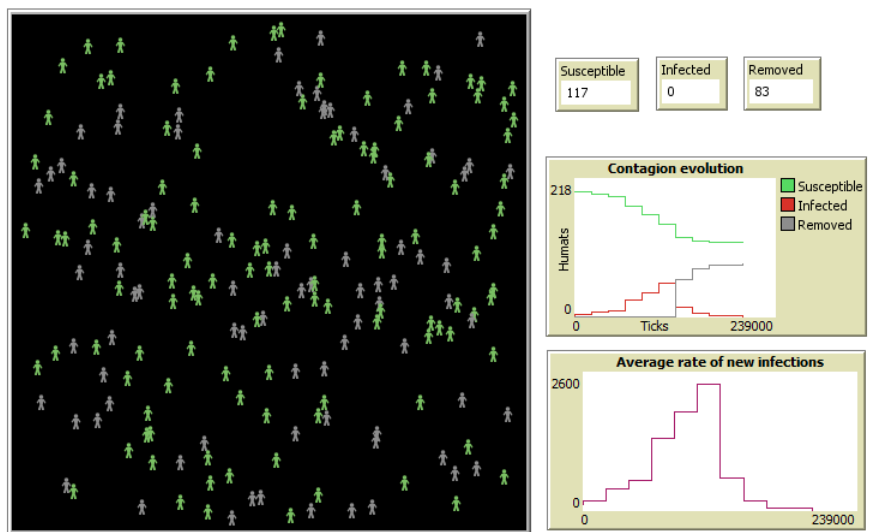 Susceptible
117
Infected
0
Removed
83
Contagion evolution
218
Humats
0
0
Ticks
239000
Susceptible
Infected
Removed
Average rate of new infections
2600
0
0
239000